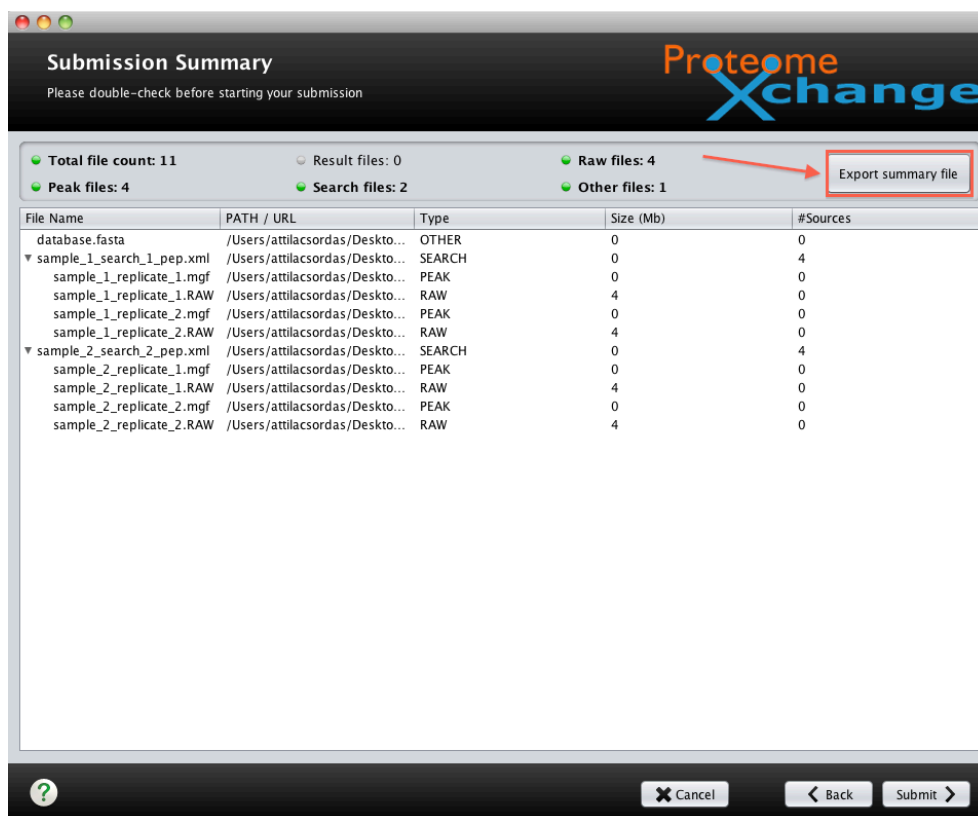 Submission Summary
Please double-check before starting your submission
Proteome
Xchange
Total file count: 11 Result files: 0 Raw files: 4
Export summary file
Peak files: 4 Search files: 2 Other files: 1
File Name PATH / URL Type Size (Mb) #Sources
database.fasta /Users/attilacsordas/Deskto... OTHER 0 0
sample_1_search_1_pep.xml /Users/attilacsordas/Deskto... SEARCH 0 4
sample_1_replicate_1.mgf /Users/attilacsordas/Deskto... PEAK 0 0
sample_1_replicate_1.RAW /Users/attilacsordas/Deskto... RAW 4 0
sample_1_replicate_2.mgf /Users/attilacsordas/Deskto... PEAK 0 0
sample_1_replicate_2.RAW /Users/attilacsordas/Deskto... RAW 4 0
sample_2_search_2_pep.xml /Users/attilacsordas/Deskto... SEARCH 0 4
sample_2_replicate_1.mgf /Users/attilacsordas/Deskto... PEAK 0 0
sample_2_replicate_1.RAW /Users/attilacsordas/Deskto... RAW 4 0
sample_2_replicate_2.mgf /Users/attilacsordas/Deskto... PEAK 0 0
sample_2_replicate_2.RAW /Users/attilacsordas/Deskto... RAW 4 0
? Cancel Back Submit